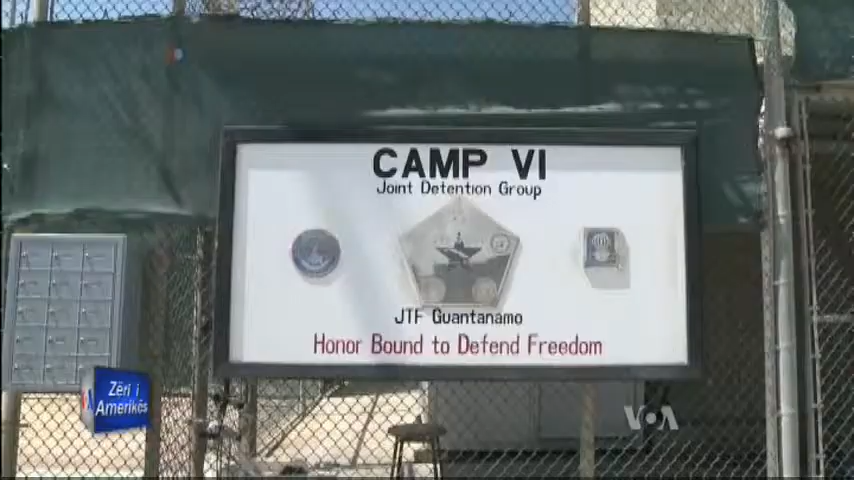 CAMP VI
Joint Detention Group
JTF Guantanamo
Honor Bound to Defend Freedom
Zëri i
Amerikës
VOA